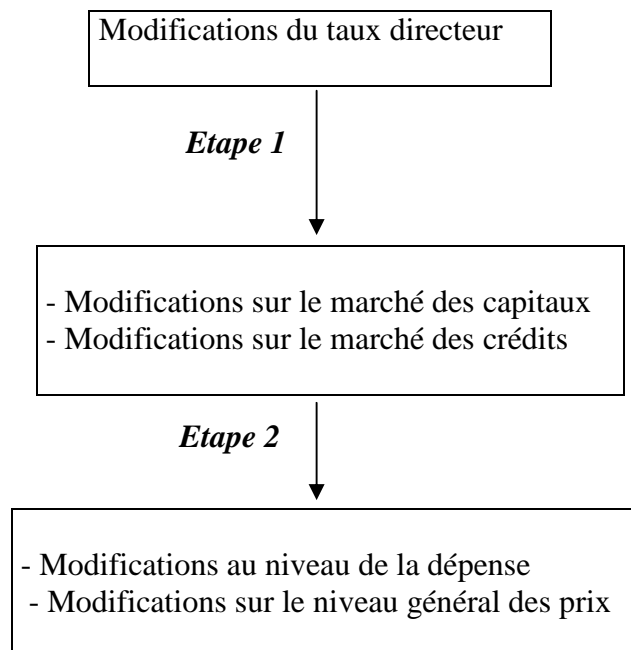 Modifications du taux directeur
Etape 1
- Modifications sur le marché des capitaux
- Modifications sur le marché des crédits
Etape 2
- Modifications au niveau de la dépense
- Modifications sur le niveau général des prix